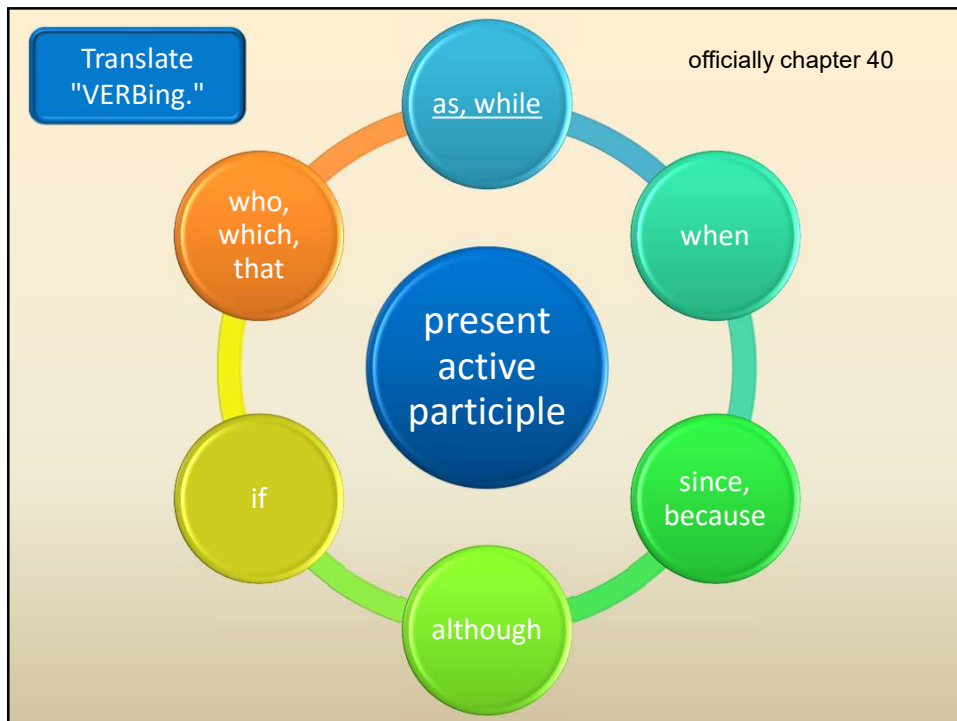 Translate
"VERBing."
officially chapter 40
as, while
when
since,
because
although
if
who,
which,
that
present
active
participle